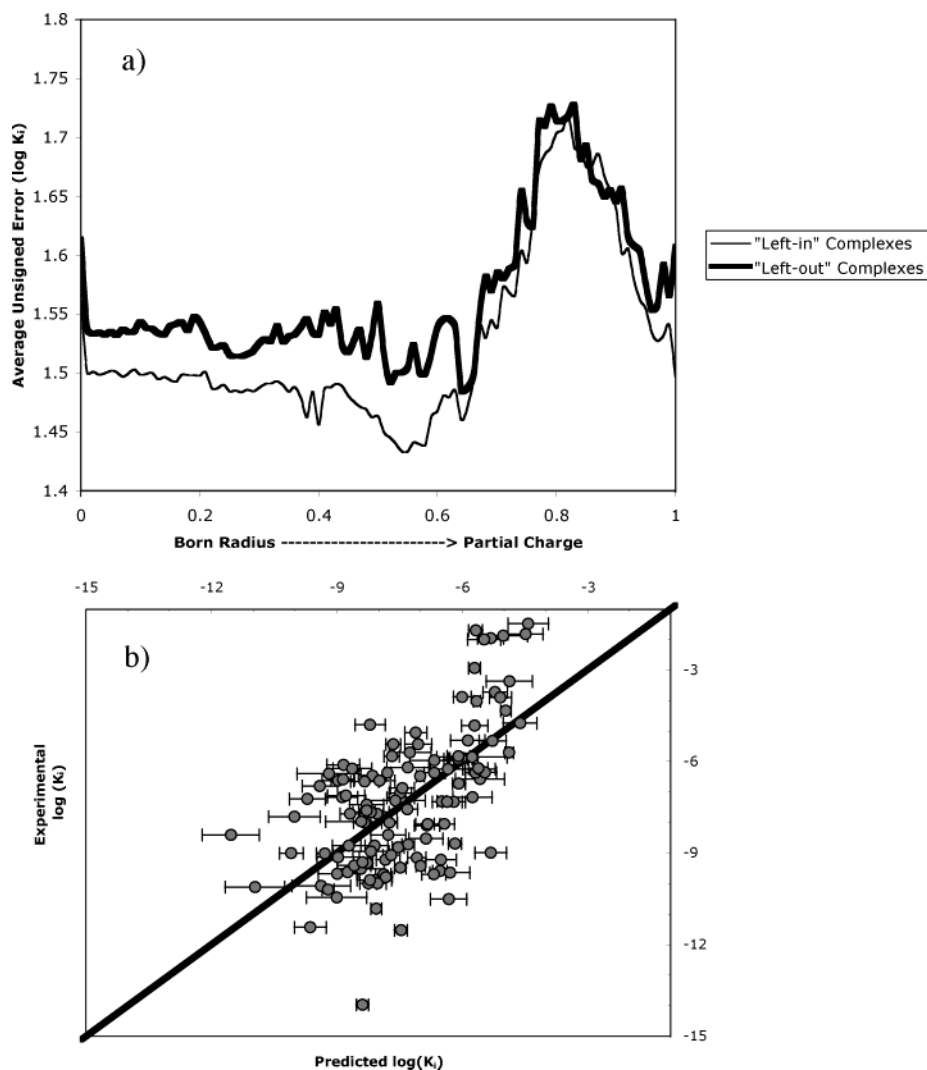 a)
1.8
1.75
1.7
1.65
1.6
1.55
1.5
1.45
1.4
Average Unsigned Error (log Kᵢ)
0 0.2 0.4 0.6 0.8 1
Born Radius ----------------------> Partial Charge
"Left-in" Complexes
"Left-out" Complexes
-15 -12 -9 -6 -3
b)
Experimental
log (Kᵢ)
-3
-6
-9
-12
-15
Predicted log(Kᵢ)